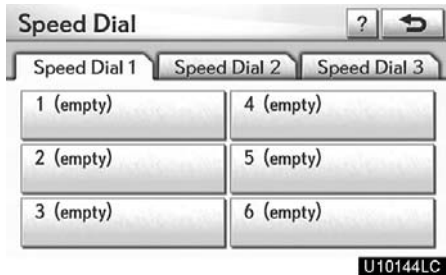 Speed Dial ?
Speed Dial 1 Speed Dial 2 Speed Dial 3
1 (empty) 4 (empty)
2 (empty) 5 (empty)
3 (empty) 6 (empty)
U10144LC